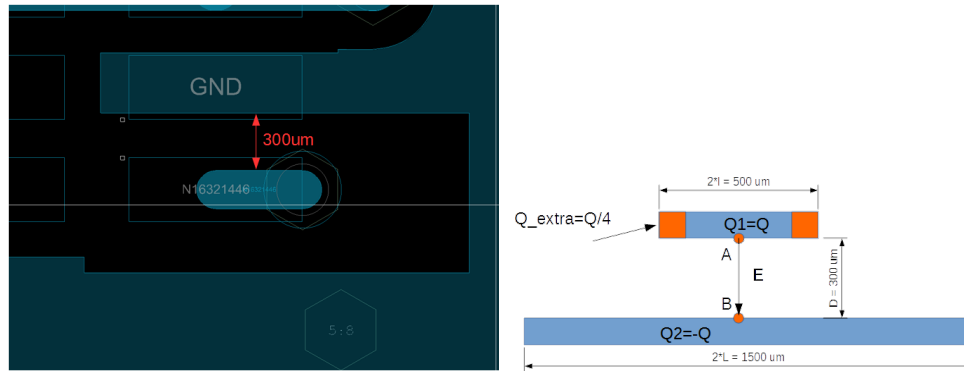 GND
300um
N16321446
5:8
2*l = 500 um
Q_extra=Q/4
Q1=Q
A
E
D = 300 um
B
Q2=-Q
2*L = 1500 um